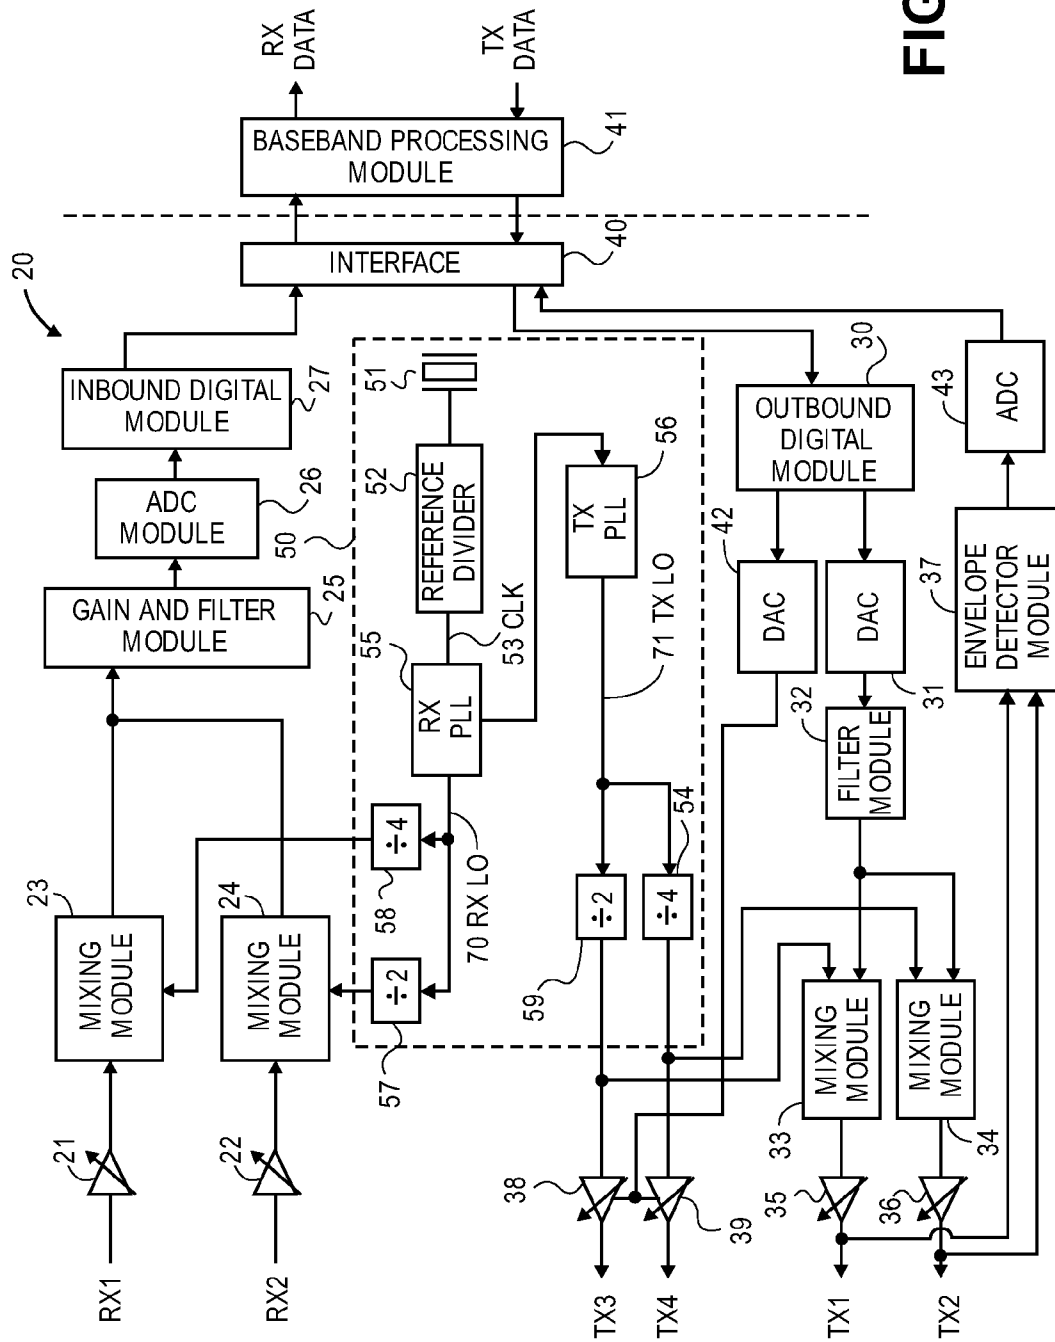 FIG
20
RX
DATA
TX
DATA
BASEBAND PROCESSING
MODULE
41
INTERFACE
40
INBOUND DIGITAL
MODULE
27
ADC
MODULE
26
GAIN AND FILTER
MODULE
25
50
51
REFERENCE
DIVIDER
52
53 CLK
RX
PLL
55
TX
PLL
56
÷4
58
÷2
57
70 RX LO
71 TX LO
÷2
59
÷4
54
MIXING
MODULE
23
MIXING
MODULE
24
21
22
RX1
RX2
OUTBOUND
DIGITAL
MODULE
30
ADC
43
DAC
42
DAC
31
FILTER
MODULE
32
ENVELOPE
DETECTOR
MODULE
37
MIXING
MODULE
33
MIXING
MODULE
34
38
39
35
36
TX3
TX4
TX1
TX2